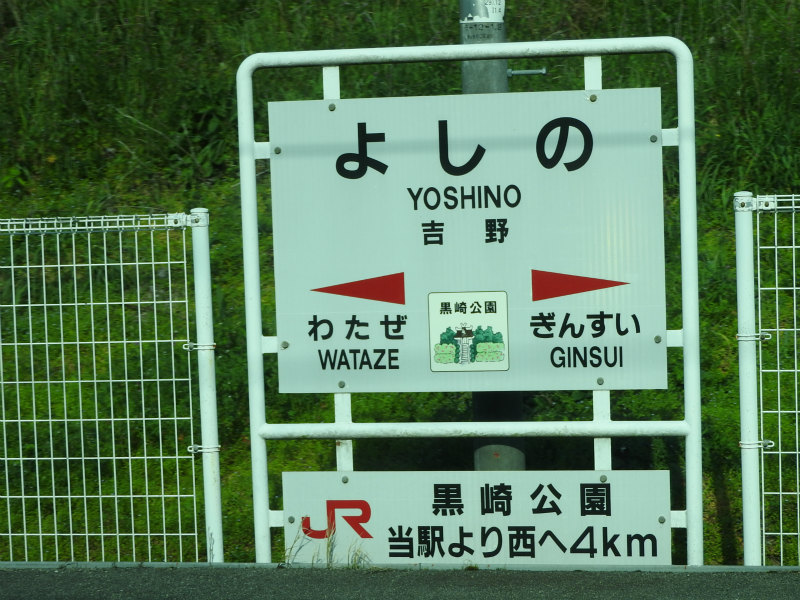 よしの
YOSHINO
吉野
黒崎公園
わたぜ
WATAZE
ぎんすい
GINSUI
JR
黒崎公園
当駅より西へ4km